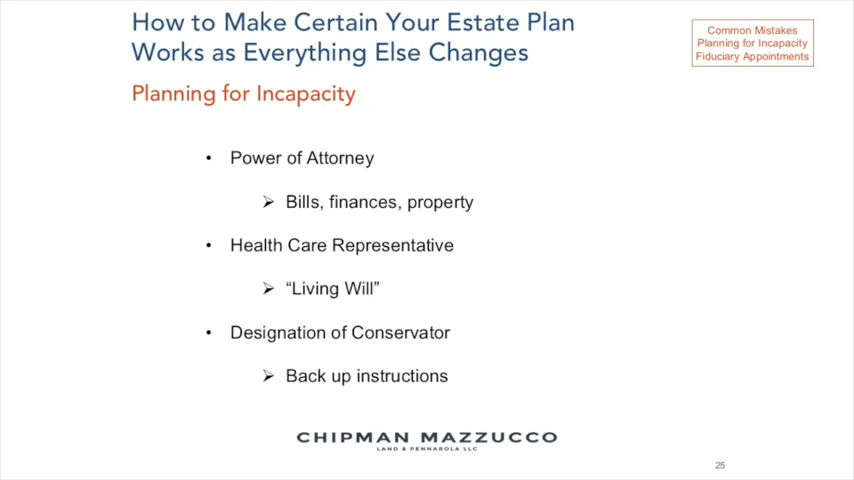 How to Make Certain Your Estate Plan
Works as Everything Else Changes
Common Mistakes
Planning for Incapacity
Fiduciary Appointments
Planning for Incapacity
• Power of Attorney
➢ Bills, finances, property
• Health Care Representative
➢ “Living Will”
• Designation of Conservator
➢ Back up instructions
CHIPMAN MAZZUCCO
LAND & PENNAROLA LLC
25